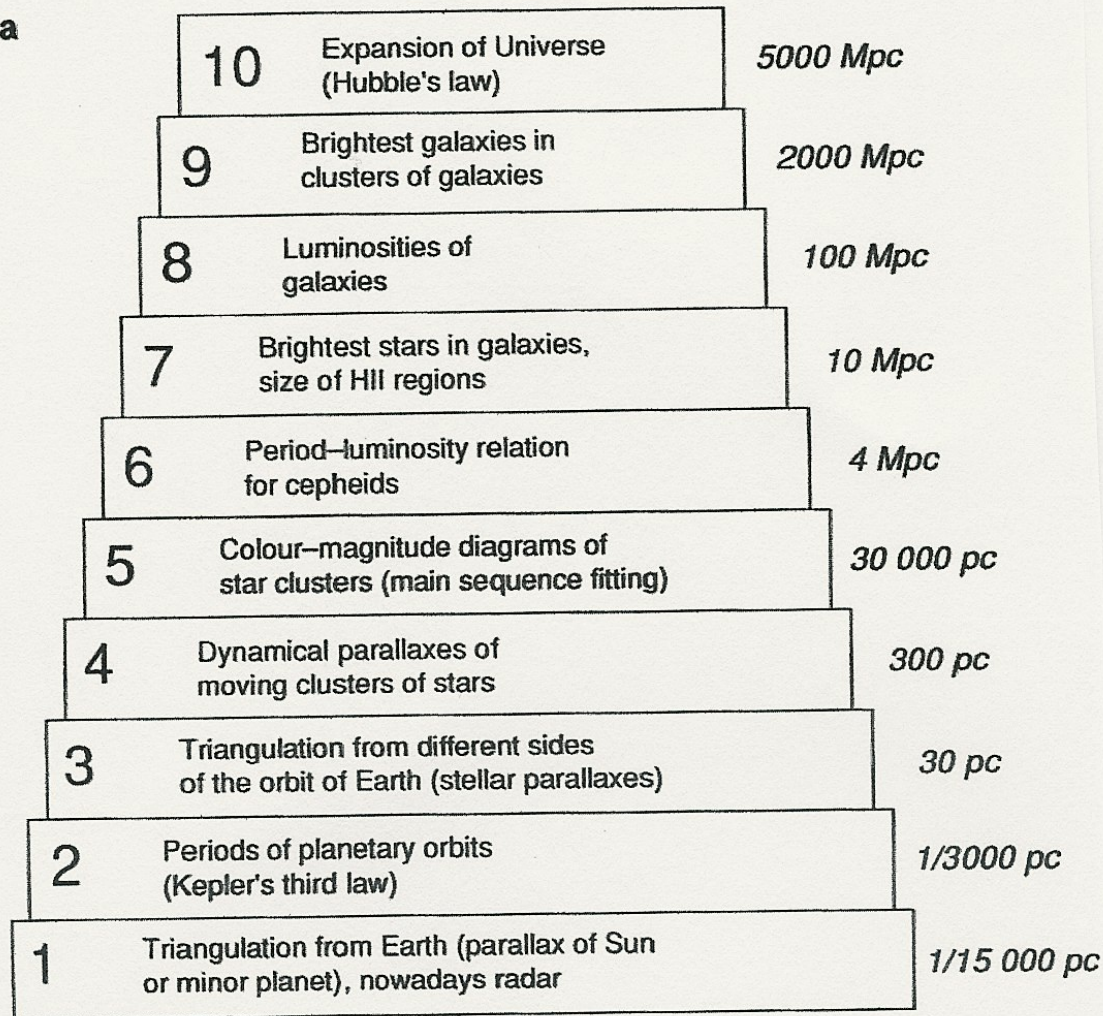 a
10 Expansion of Universe 5000 Mpc
(Hubble's law)
9 Brightest galaxies in 2000 Mpc
clusters of galaxies
8 Luminosities of 100 Mpc
galaxies
7 Brightest stars in galaxies, 10 Mpc
size of HII regions
6 Period–luminosity relation 4 Mpc
for cepheids
5 Colour–magnitude diagrams of 30 000 pc
star clusters (main sequence fitting)
4 Dynamical parallaxes of 300 pc
moving clusters of stars
3 Triangulation from different sides 30 pc
of the orbit of Earth (stellar parallaxes)
2 Periods of planetary orbits 1/3000 pc
(Kepler's third law)
1 Triangulation from Earth (parallax of Sun 1/15 000 pc
or minor planet), nowadays radar